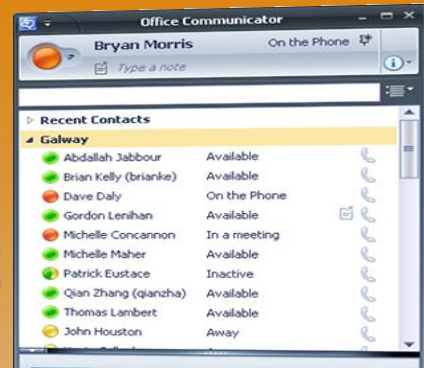 Office Communicator
Bryan Morris On the Phone
Type a note
Recent Contacts
Galway
Abdallah Jabbour Available
Brian Kelly (brianke) Available
Dave Daly On the Phone
Gordon Lenihan Available
Michelle Concannon In a meeting
Michelle Maher Available
Patrick Eustace Inactive
Qian Zhang (qianzha) Available
Thomas Lambert Available
John Houston Away